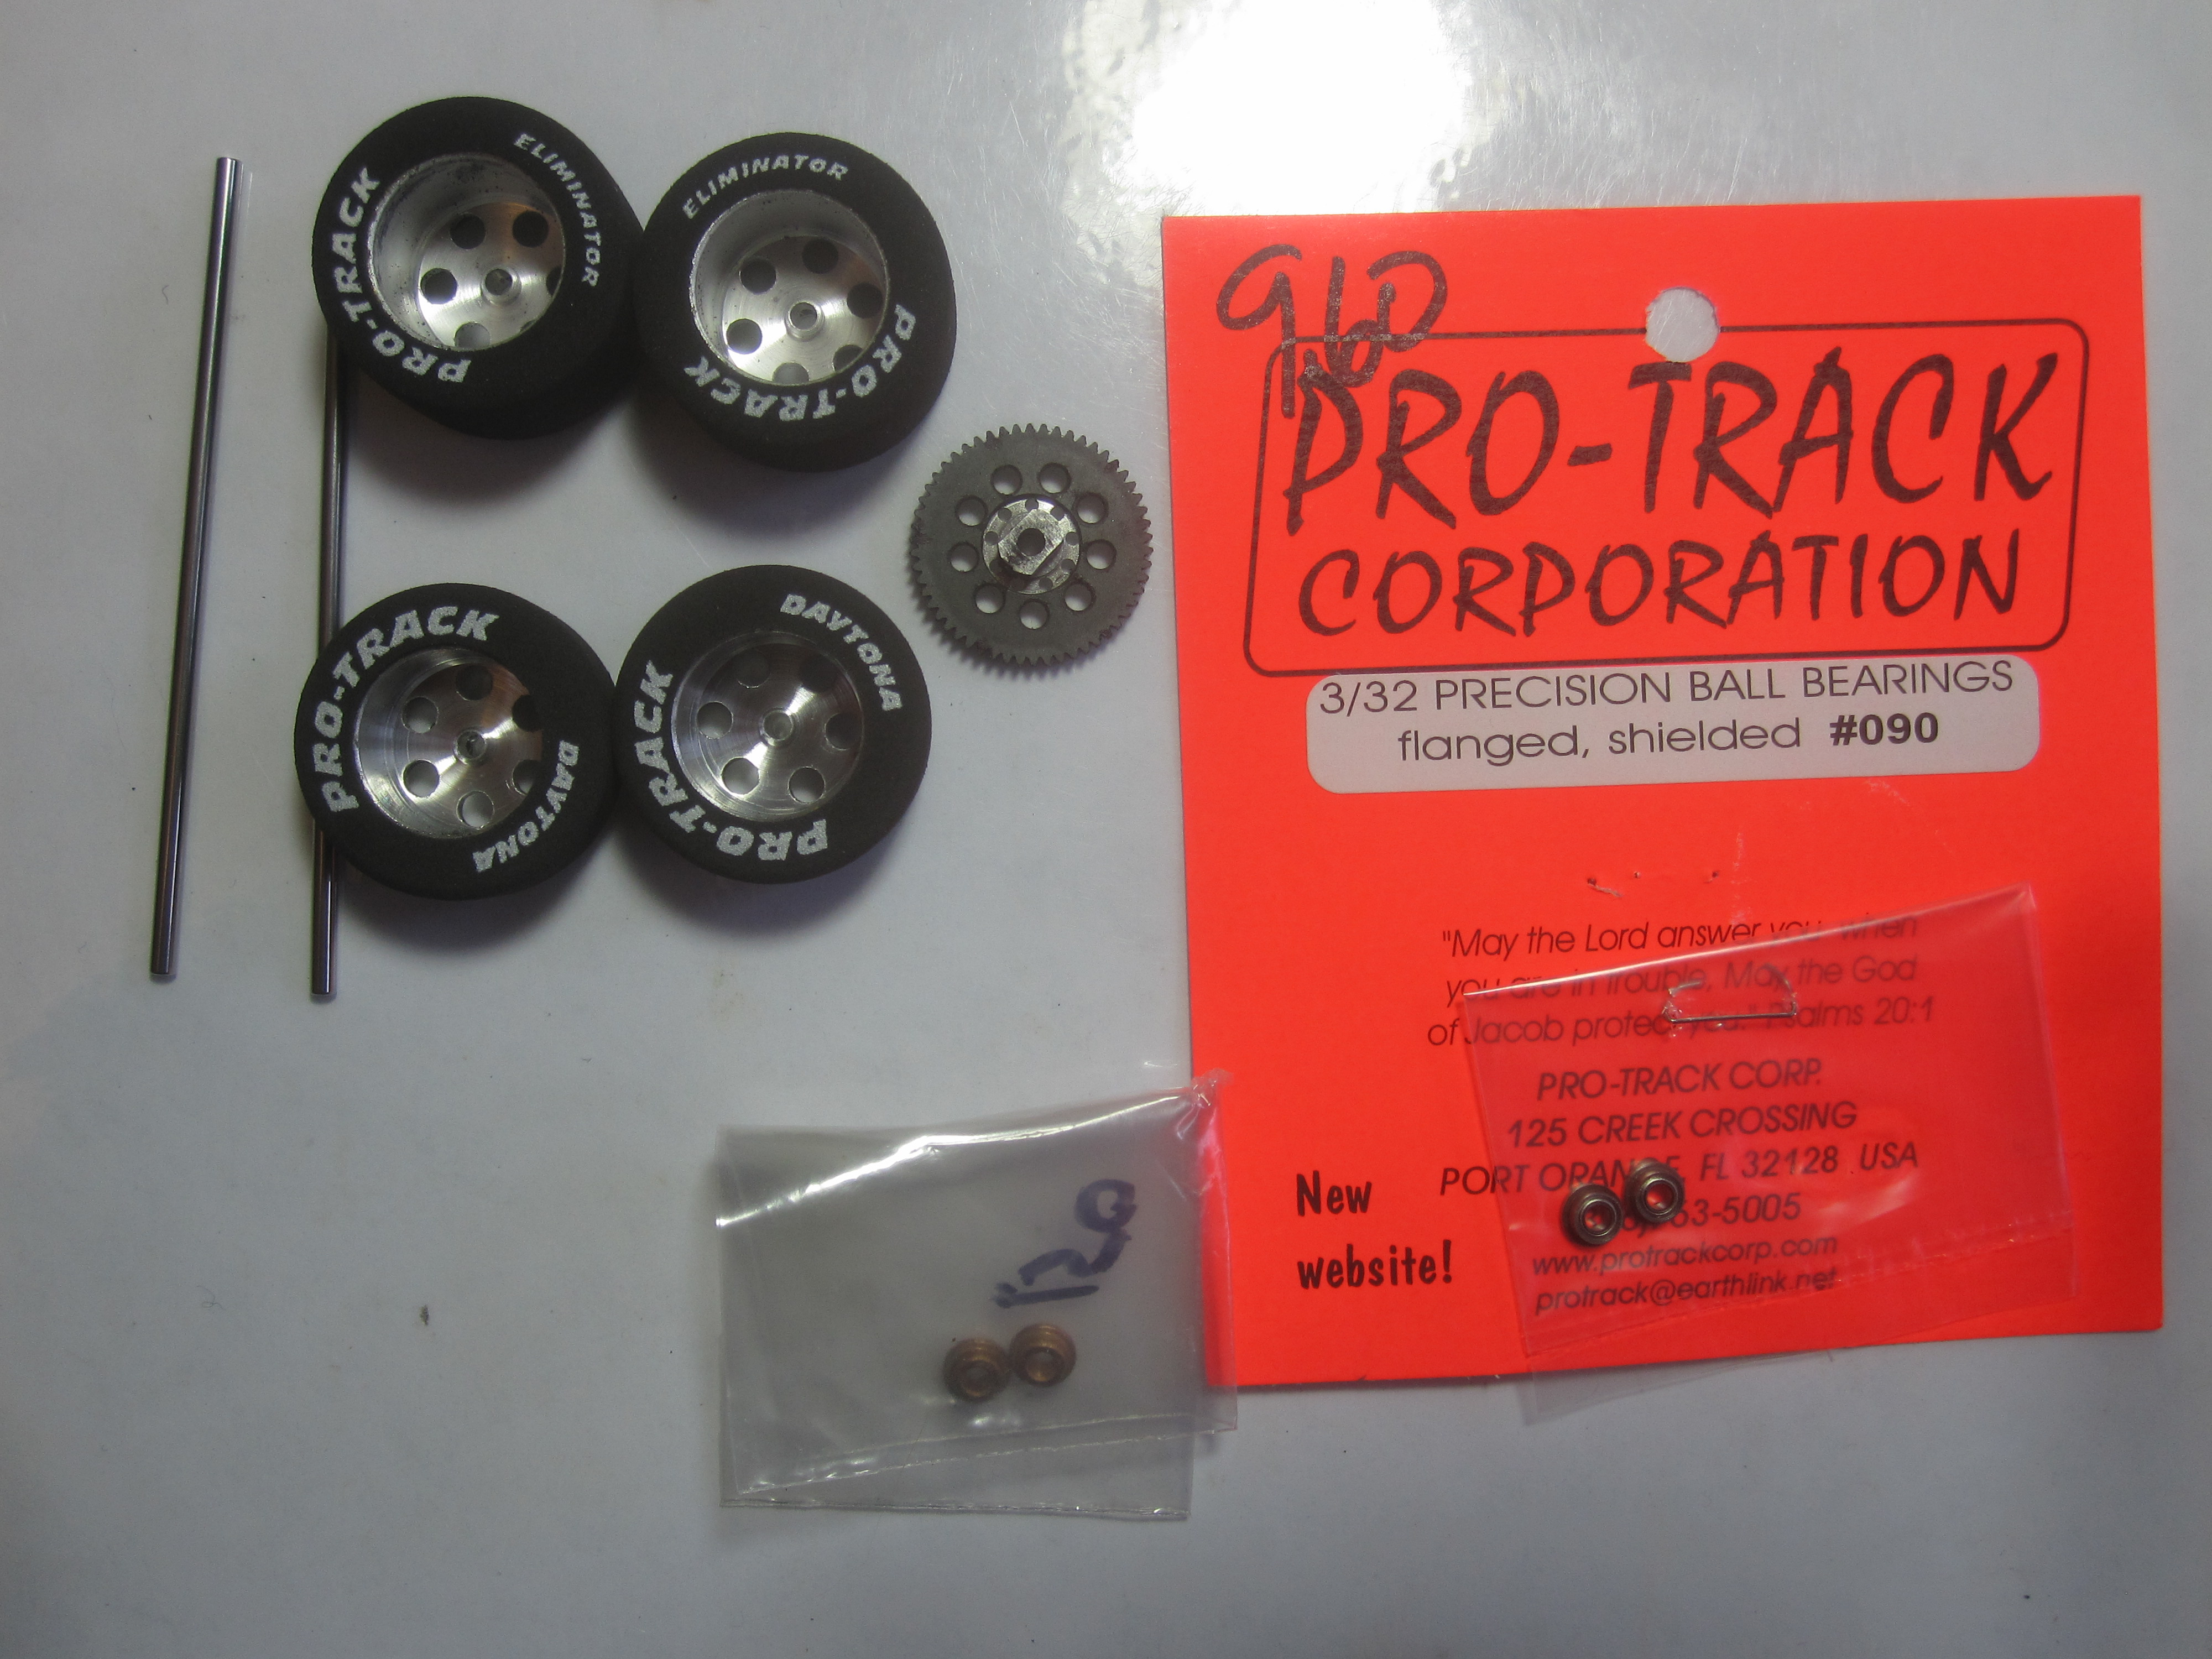 PRO-TRACK
ELIMINATOR
ELIMINATOR
PRO-TRACK
PRO-TRACK
PRO-TRACK
DAYTONA
DAYTONA
PRO-TRACK
960
PRO-TRACK
CORPORATION
3/32 PRECISION BALL BEARINGS
flanged, shielded #090
"May the Lord answer you when
you are in trouble, May the God
of Jacob protect you." Psalms 20:1
PRO-TRACK CORP.
125 CREEK CROSSING
PORT ORANGE, FL 32128 USA
63-5005
www.protrackcorp.com
protrack@earthlink.net
New
website!